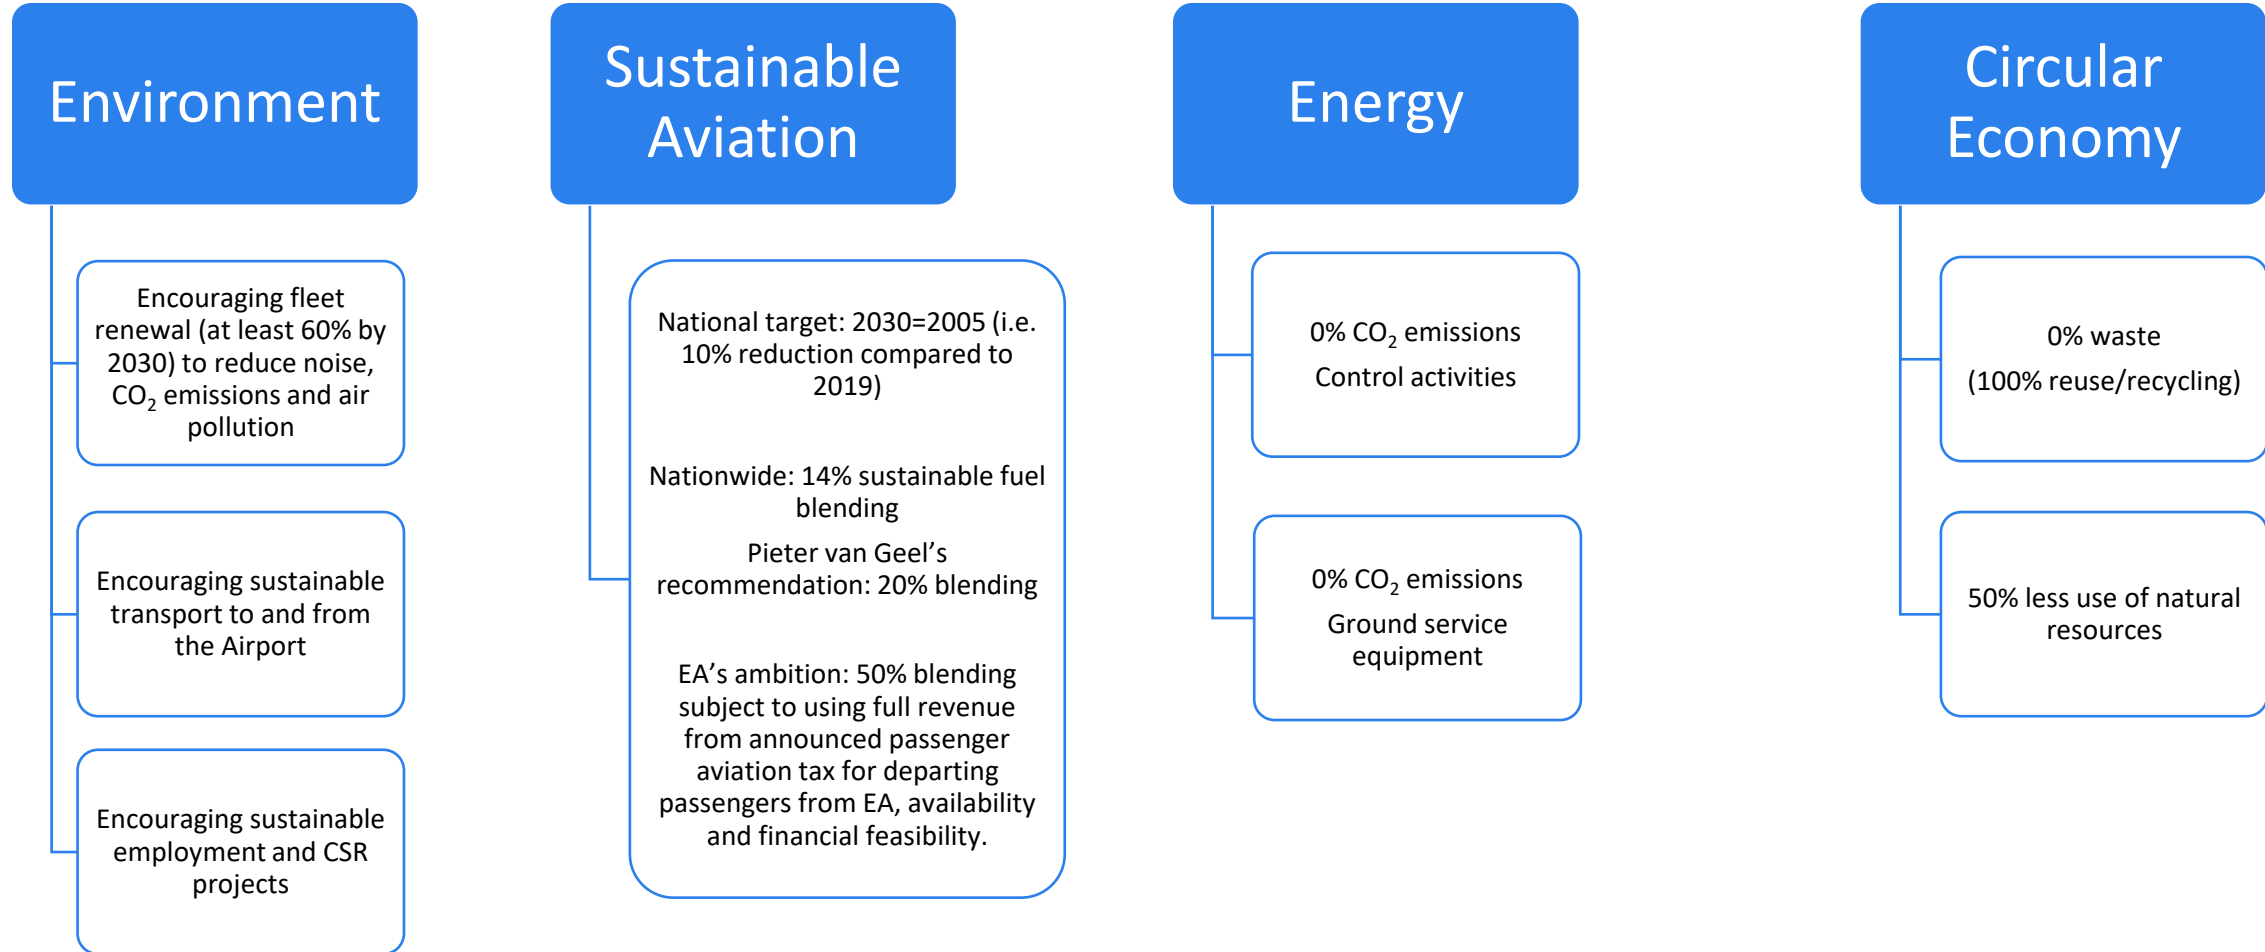 Environment
Encouraging fleet
renewal (at least 60% by
2030) to reduce noise,
CO₂ emissions and air
pollution
Encouraging sustainable
transport to and from
the Airport
Encouraging sustainable
employment and CSR
projects
Sustainable
Aviation
National target: 2030=2005 (i.e.
10% reduction compared to
2019)
Nationwide: 14% sustainable fuel
blending
Pieter van Geel’s
recommendation: 20% blending
EA’s ambition: 50% blending
subject to using full revenue
from announced passenger
aviation tax for departing
passengers from EA, availability
and financial feasibility.
Energy
0% CO₂ emissions
Control activities
0% CO₂ emissions
Ground service
equipment
Circular
Economy
0% waste
(100% reuse/recycling)
50% less use of natural
resources